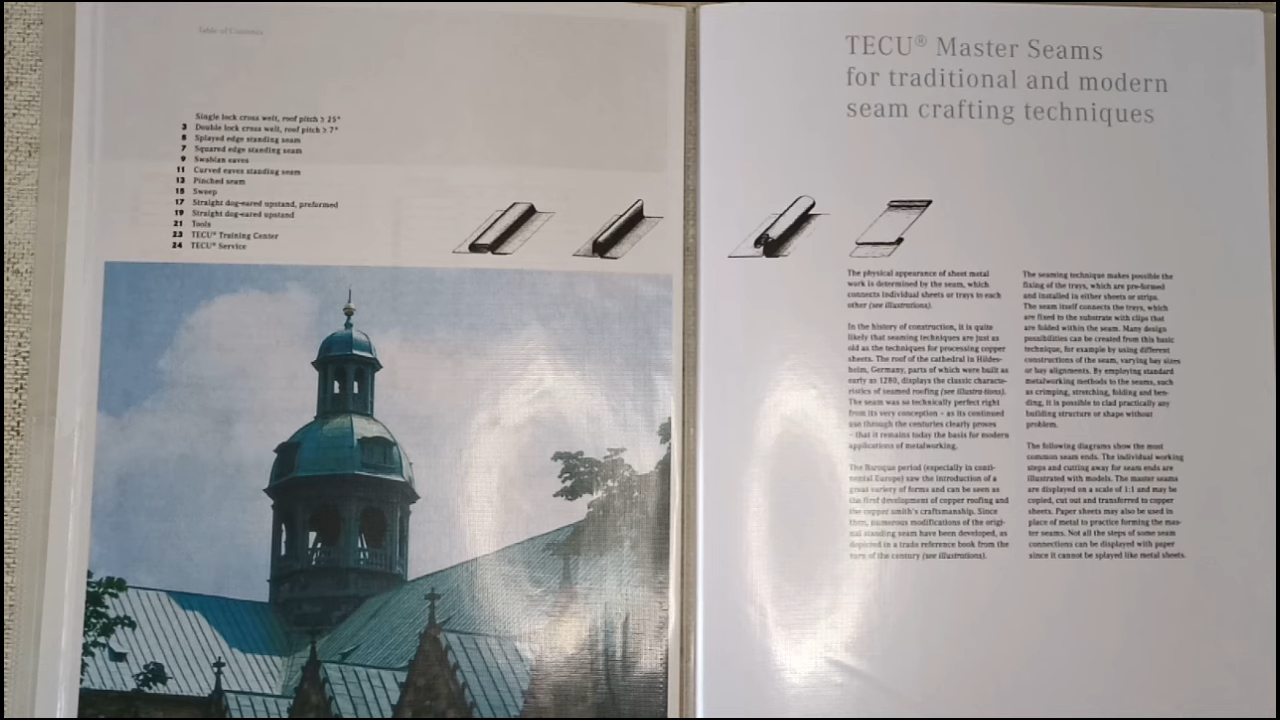 Table of Contents
Single lock cross welt, roof pitch ≥ 25°
3 Double lock cross welt, roof pitch ≥ 7°
5 Splayed edge standing seam
7 Squared edge standing seam
9 Swabian eaves
11 Curved eaves standing seam
13 Pinched seam
15 Sweep
17 Straight dog-eared upstand, preformed
19 Straight dog-eared upstand
21 Tools
23 TECU® Training Center
24 TECU® Service
TECU® Master Seams
for traditional and modern
seam crafting techniques
The physical appearance of sheet metal
work is determined by the seam, which
connects individual sheets or trays to each
other (see illustrations).
In the history of construction, it is quite
likely that seaming techniques are just as
old as the techniques for processing copper
sheets. The roof of the cathedral in Hildes-
heim, Germany, parts of which were built as
early as 1280, displays the classic characte-
ristics of seamed roofing (see illustra-tions).
The seam was so technically perfect right
from its very conception – as its continued
use through the centuries clearly proves
– that it remains today the basis for modern
applications of metalworking.
The Baroque period (especially in conti-
nental Europe) saw the introduction of a
great variety of forms and can be seen as
the first development of copper roofing and
the copper smith's craftsmanship. Since
then, numerous modifications of the origi-
nal standing seam have been developed, as
depicted in a trade reference book from the
turn of the century (see illustrations).
The seaming technique makes possible the
fixing of the trays, which are pre-formed
and installed in either sheets or strips.
The seam itself connects the trays, which
are fixed to the substrate with clips that
are folded within the seam. Many design
possibilities can be created from this basic
technique, for example by using different
constructions of the seam, varying bay sizes
or bay alignments. By employing standard
metalworking methods to the seams, such
as crimping, stretching, folding and ben-
ding, it is possible to clad practically any
building structure or shape without
problem.
The following diagrams show the most
common seam ends. The individual working
steps and cutting away for seam ends are
illustrated with models. The master seams
are displayed on a scale of 1:1 and may be
copied, cut out and transferred to copper
sheets. Paper sheets may also be used in
place of metal to practice forming the mas-
ter seams. Not all the steps of some seam
connections can be displayed with paper
since it cannot be splayed like metal sheets.